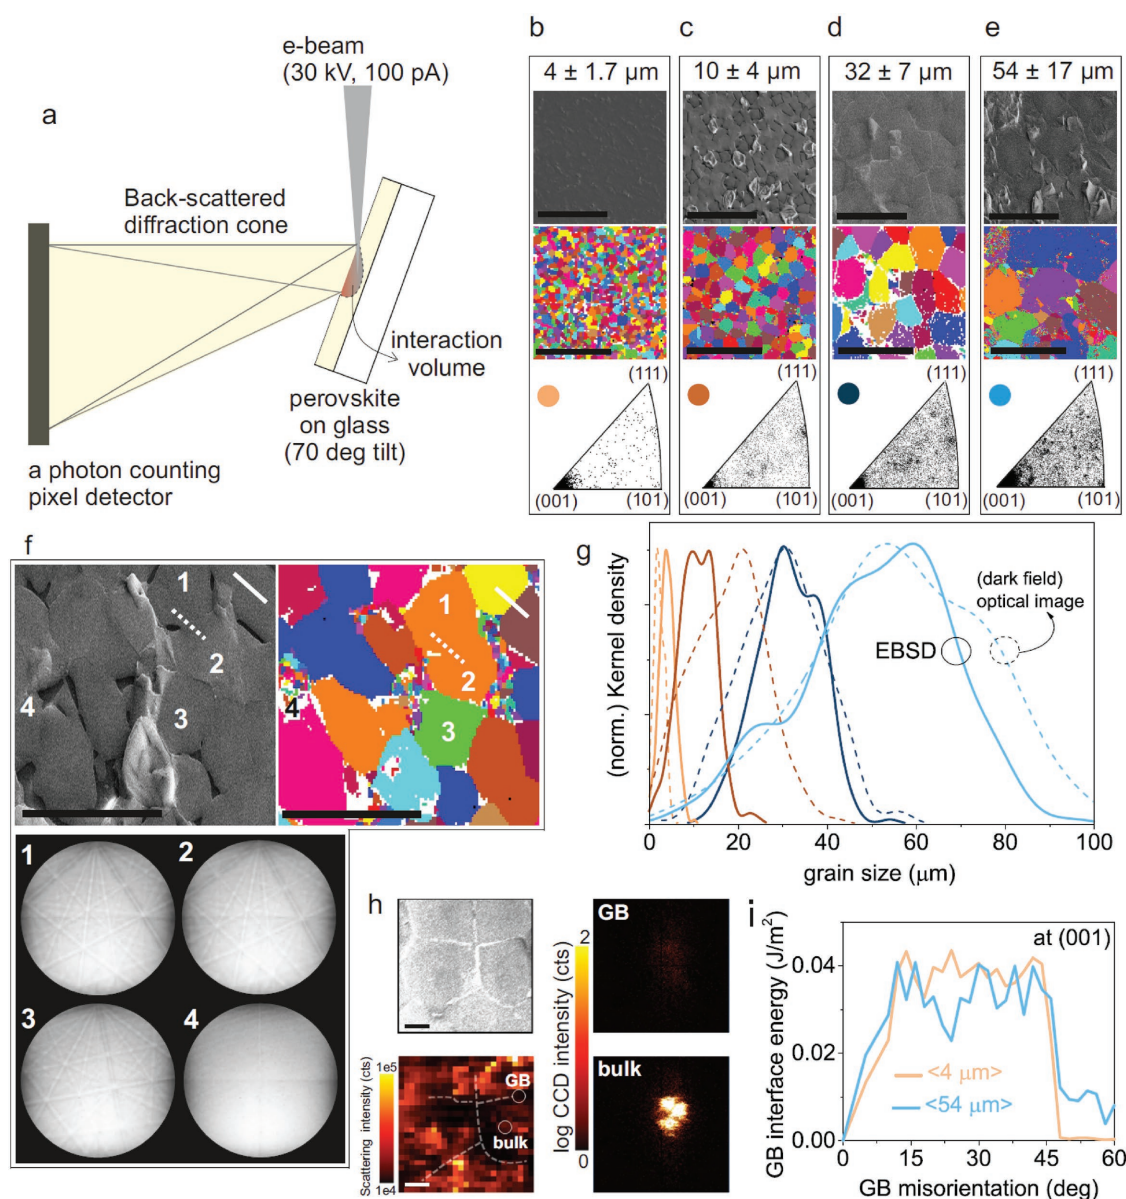 a
e-beam
(30 kV, 100 pA)
Back-scattered
diffraction cone
interaction
volume
perovskite
on glass
(70 deg tilt)
a photon counting
pixel detector
b
4 ± 1.7 μm
(111)
(001)
(101)
c
10 ± 4 μm
(111)
(001)
(101)
d
32 ± 7 μm
(111)
(001)
(101)
e
54 ± 17 μm
(111)
(001)
(101)
f
1
2
3
4
1
2
3
4
1
2
3
4
g
(norm.) Kernel density
(dark field)
optical image
EBSD
0
20
40
60
80
100
grain size (μm)
h
Scattering intensity (cts)
1e5
1e4
GB
bulk
log CCD intensity (cts)
2
0
GB
bulk
i
at (001)
GB interface energy (J/m²)
0.04
0.02
0.00
<4 μm>
<54 μm>
0
15
30
45
60
GB misorientation (deg)